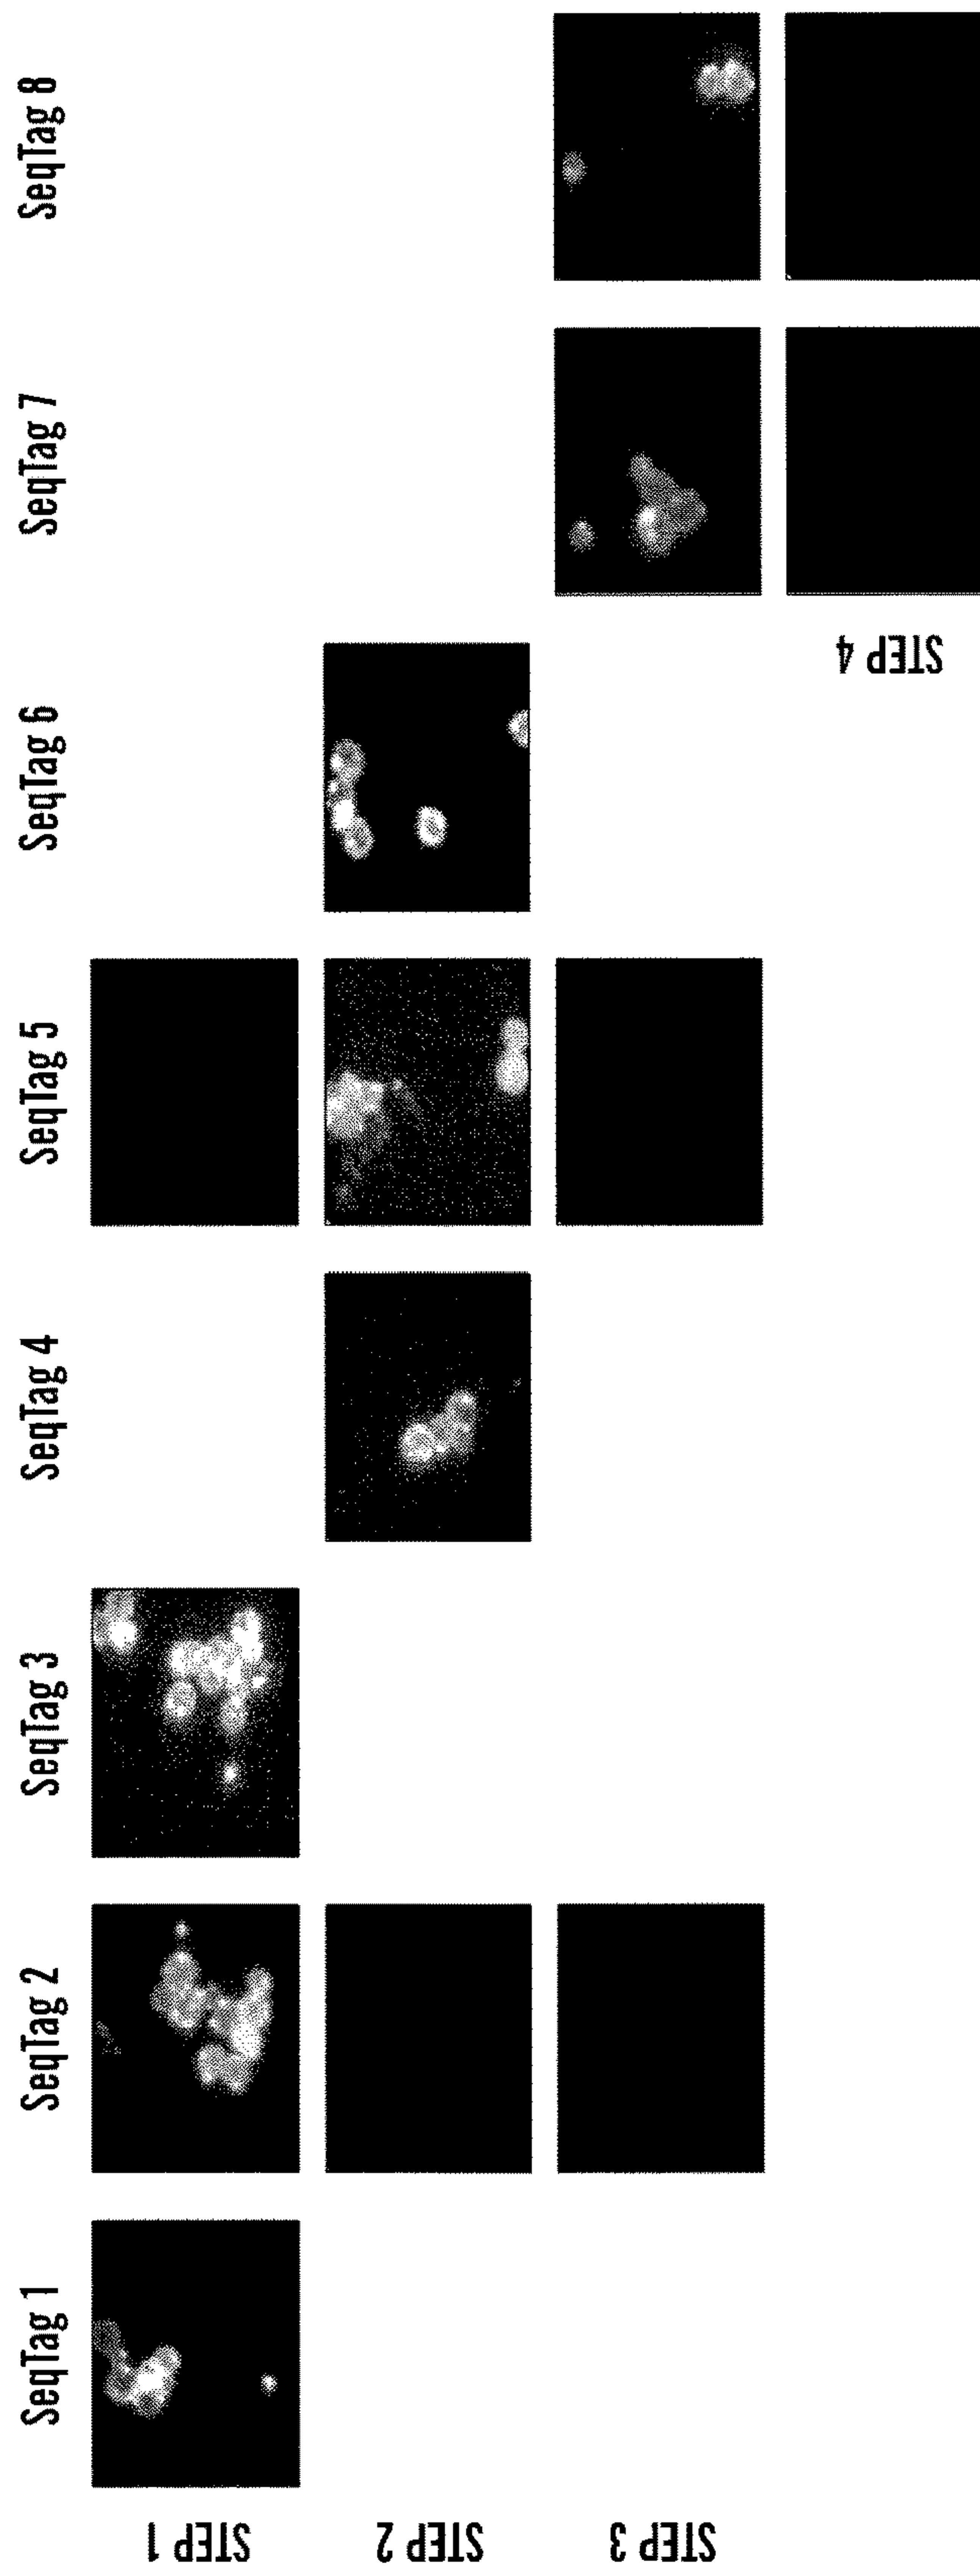 SeqTag 1
SeqTag 2
SeqTag 3
SeqTag 4
SeqTag 5
SeqTag 6
SeqTag 7
SeqTag 8
STEP 1
STEP 2
STEP 3
STEP 4